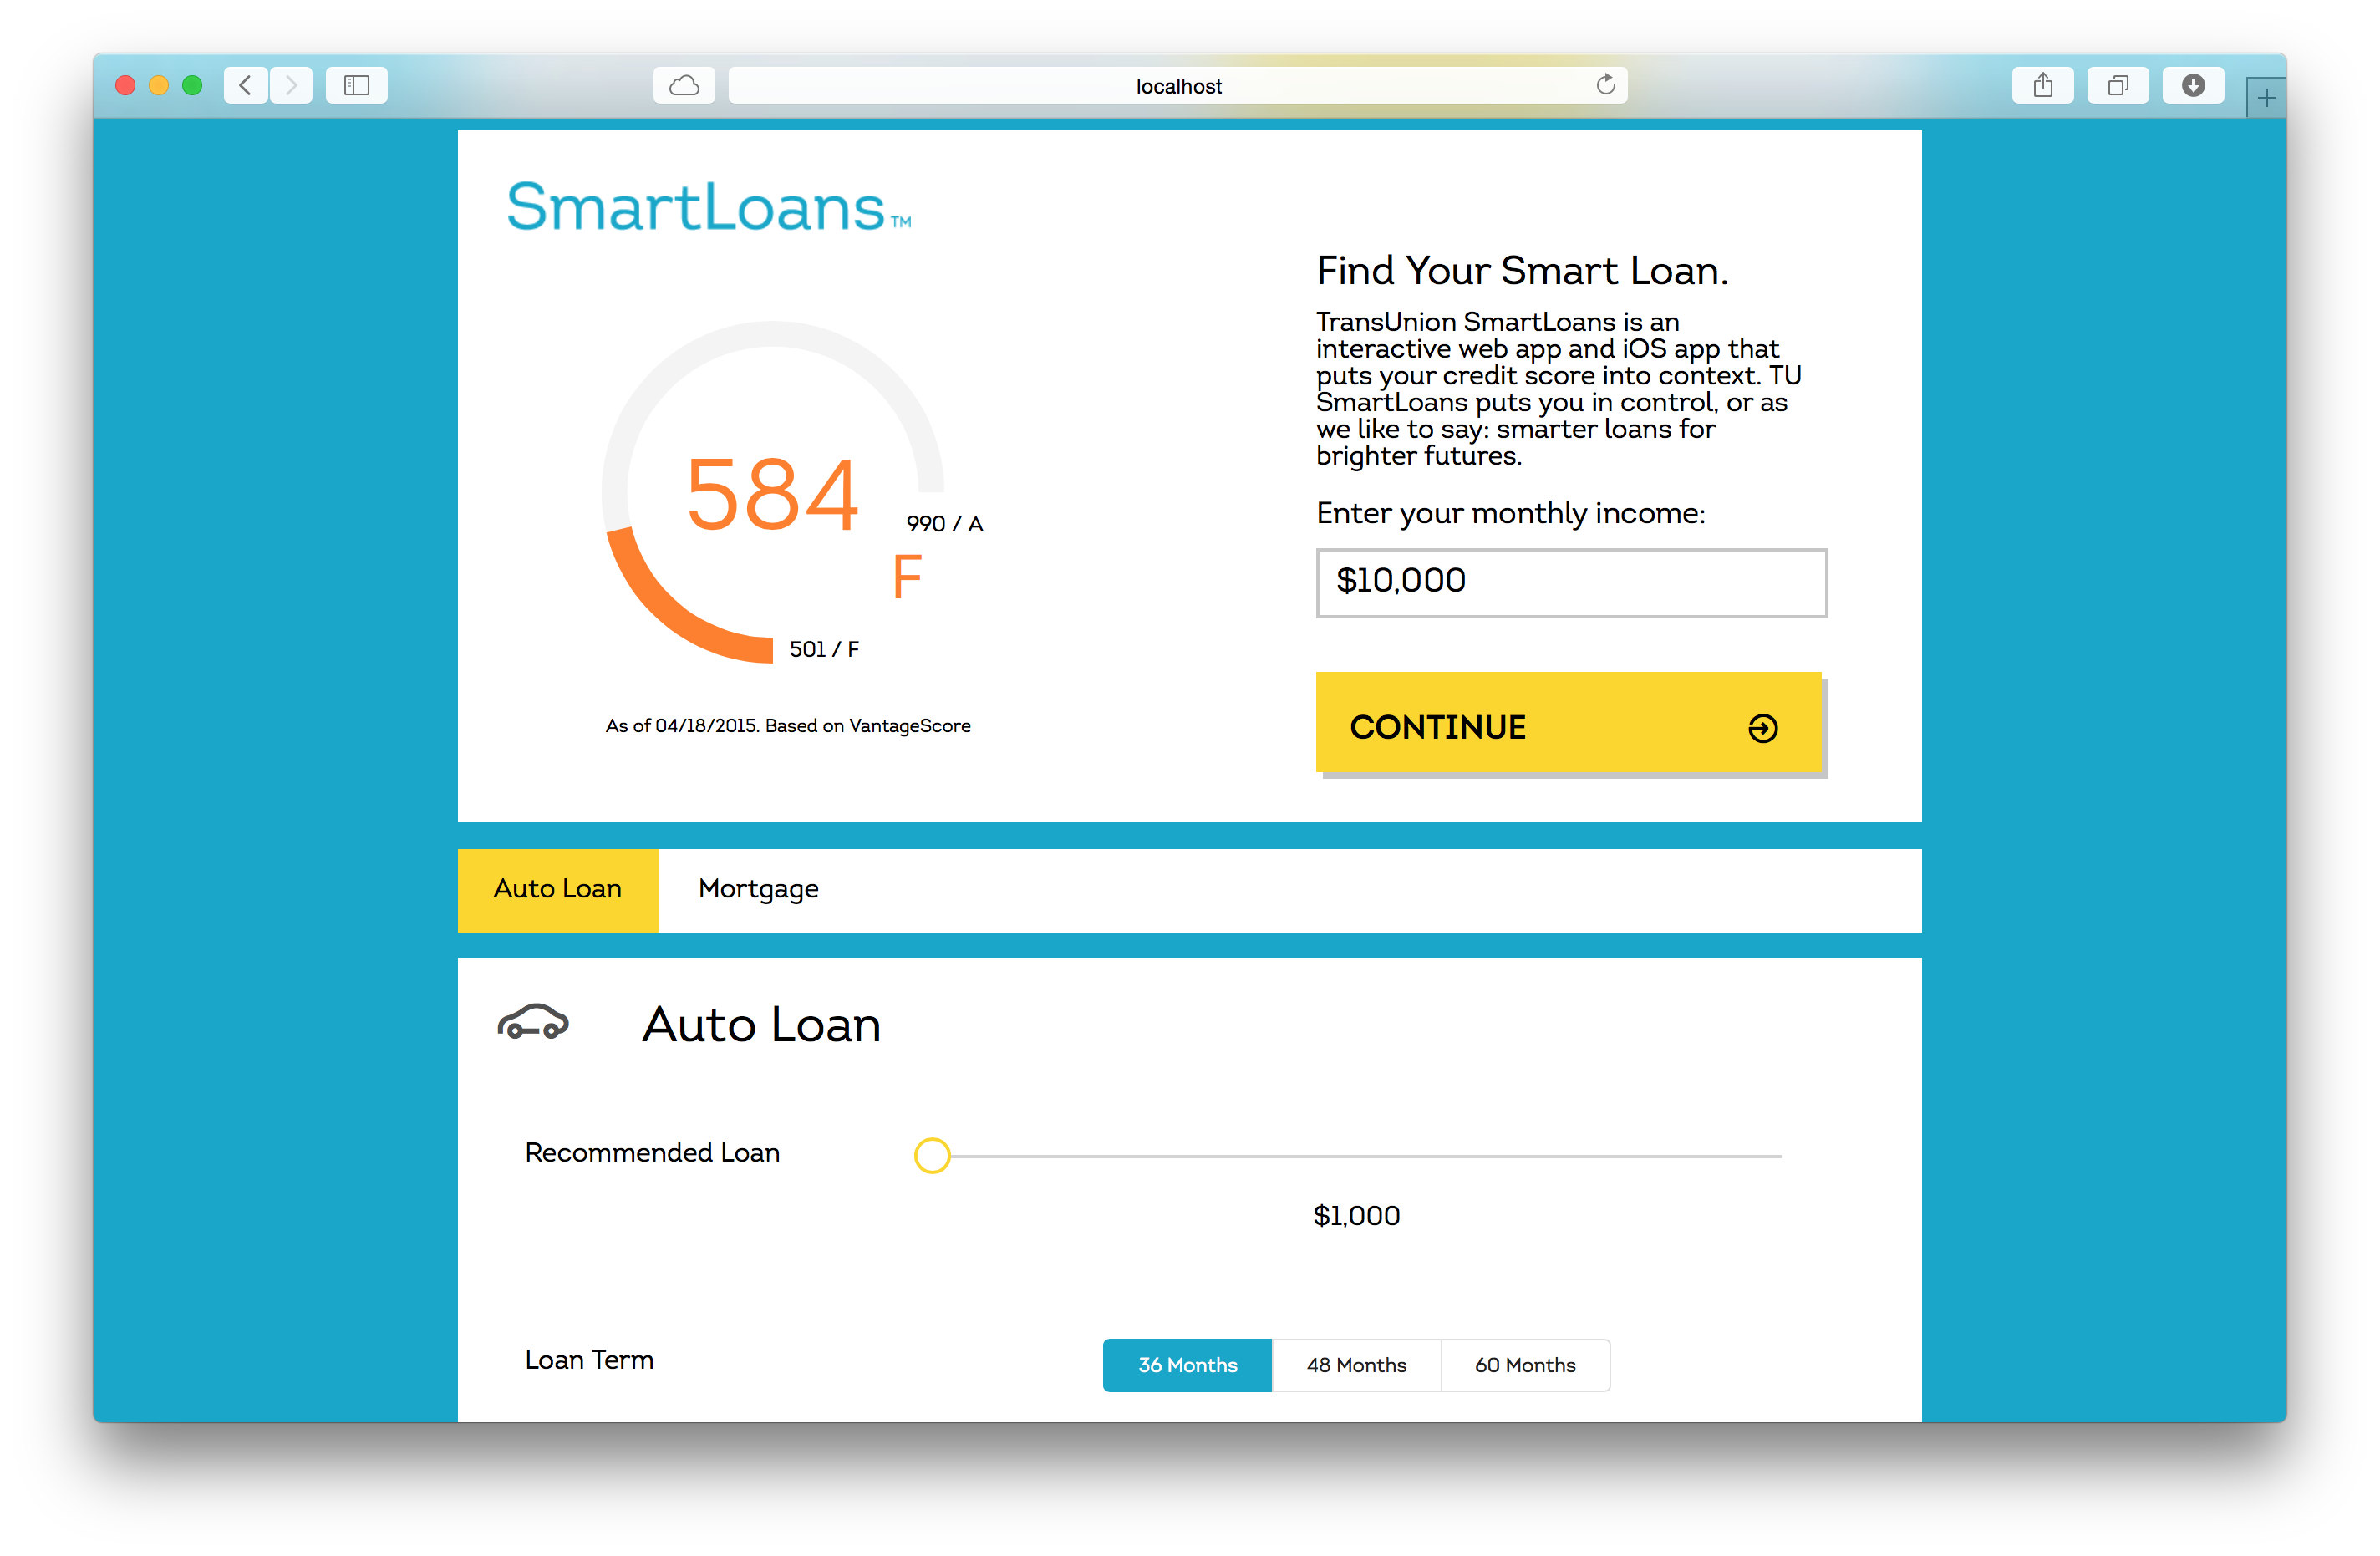 localhost
SmartLoans™
Find Your Smart Loan.
TransUnion SmartLoans is an
interactive web app and iOS app that
puts your credit score into context. TU
SmartLoans puts you in control, or as
we like to say: smarter loans for
brighter futures.
584
990 / A
F
501 / F
As of 04/18/2015. Based on VantageScore
Enter your monthly income:
$10,000
CONTINUE
Auto Loan
Mortgage
Auto Loan
Recommended Loan
$1,000
Loan Term
36 Months
48 Months
60 Months